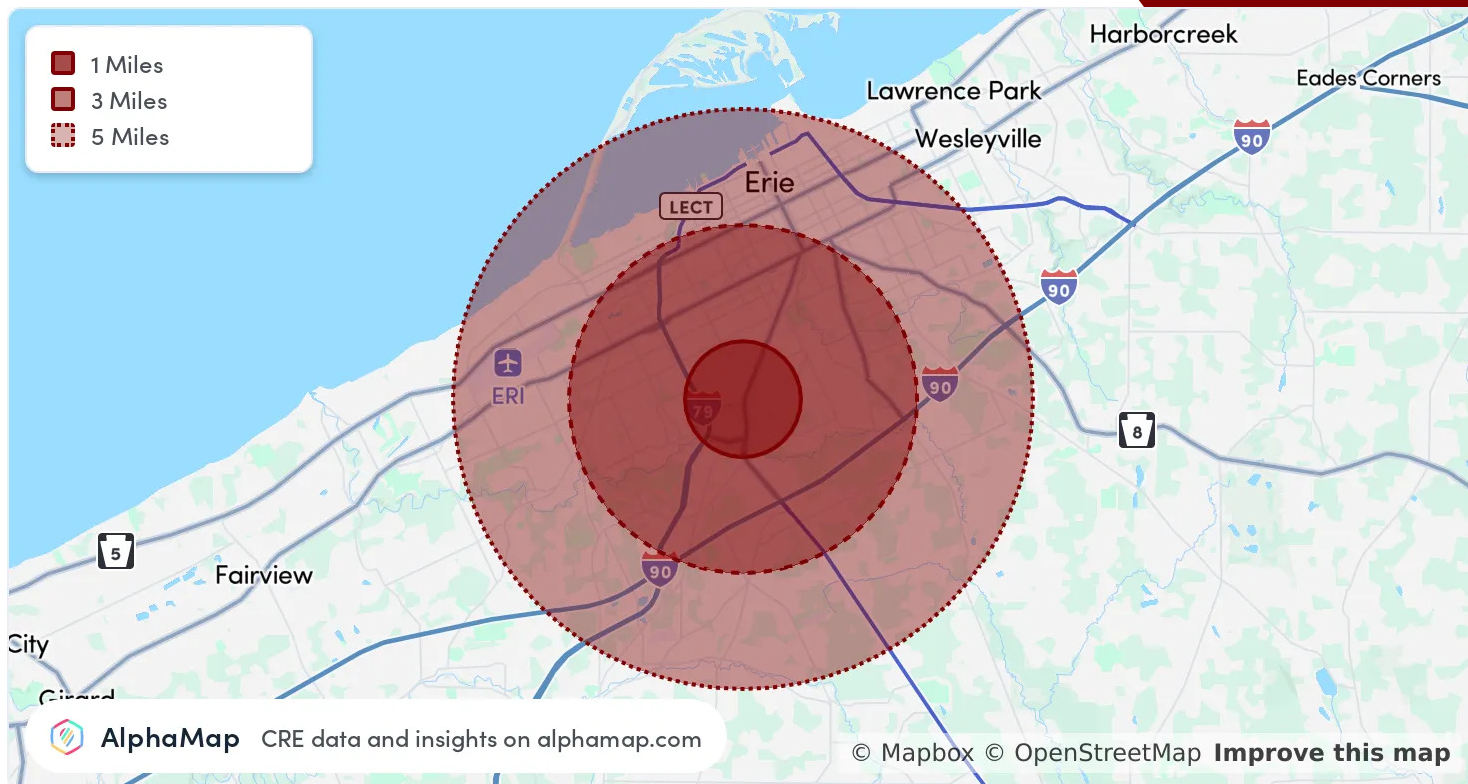 1 Miles
3 Miles
5 Miles
Harborcreek
Eades Corners
Lawrence Park
Wesleyville
90
Erie
LECT
90
ERI
90
79
8
5
90
Fairview
City
Girard
AlphaMap CRE data and insights on alphamap.com
© Mapbox © OpenStreetMap Improve this map